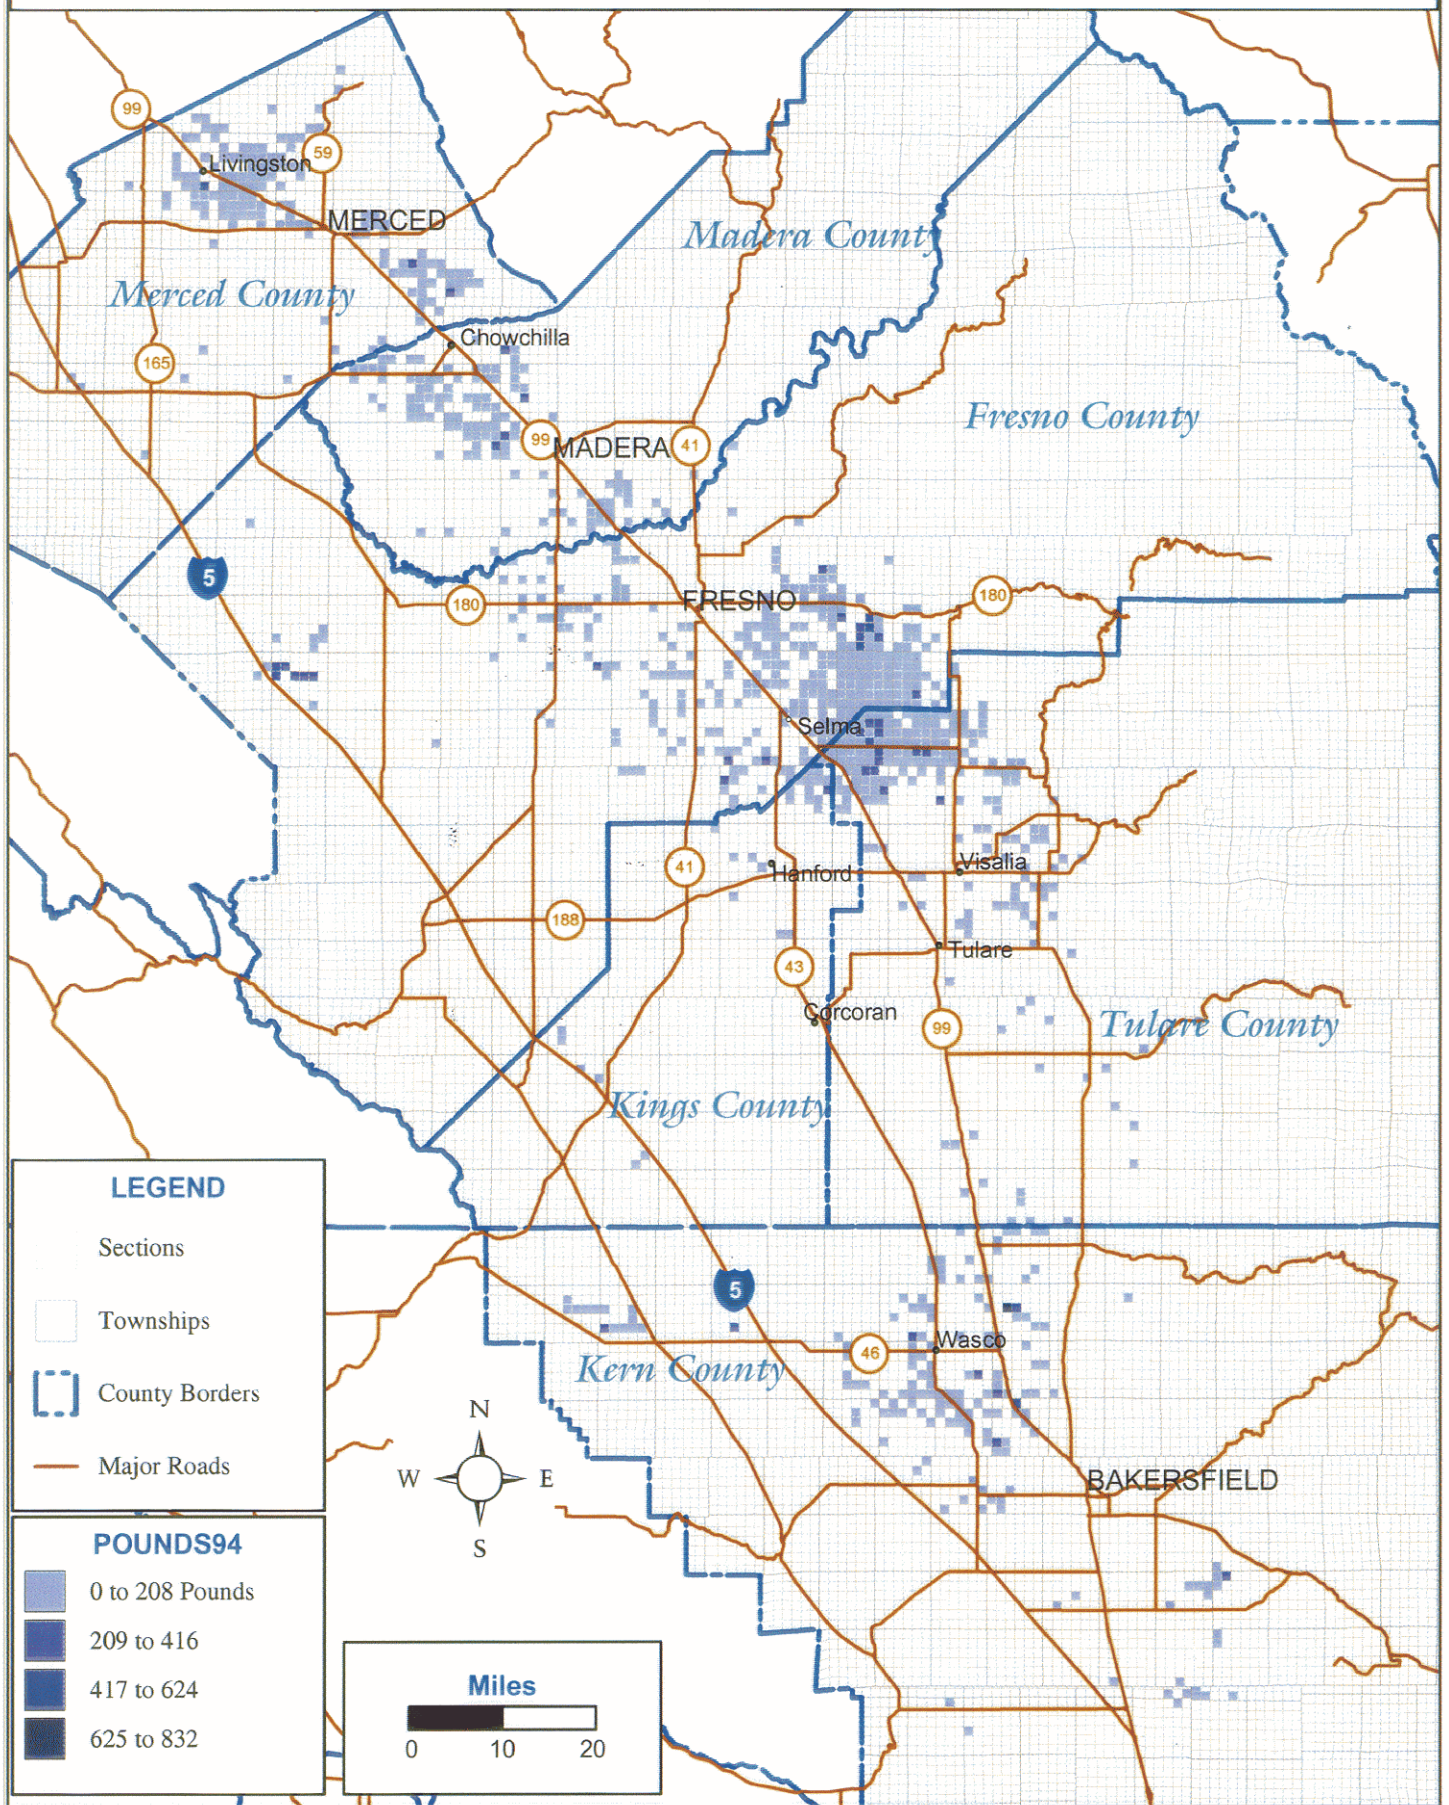 99
59
Livingston
MERCED
Madera County
Merced County
Chowchilla
165
Fresno County
99
MADERA
41
5
180
FRESNO
180
Selma
41
Hanford
Visalia
188
Tulare
43
Corcoran
99
Tulare County
Kings County
LEGEND
Sections
Townships
County Borders
Major Roads
5
46
Wasco
Kern County
N
W
E
S
BAKERSFIELD
POUNDS94
0 to 208 Pounds
209 to 416
417 to 624
625 to 832
Miles
0 10 20